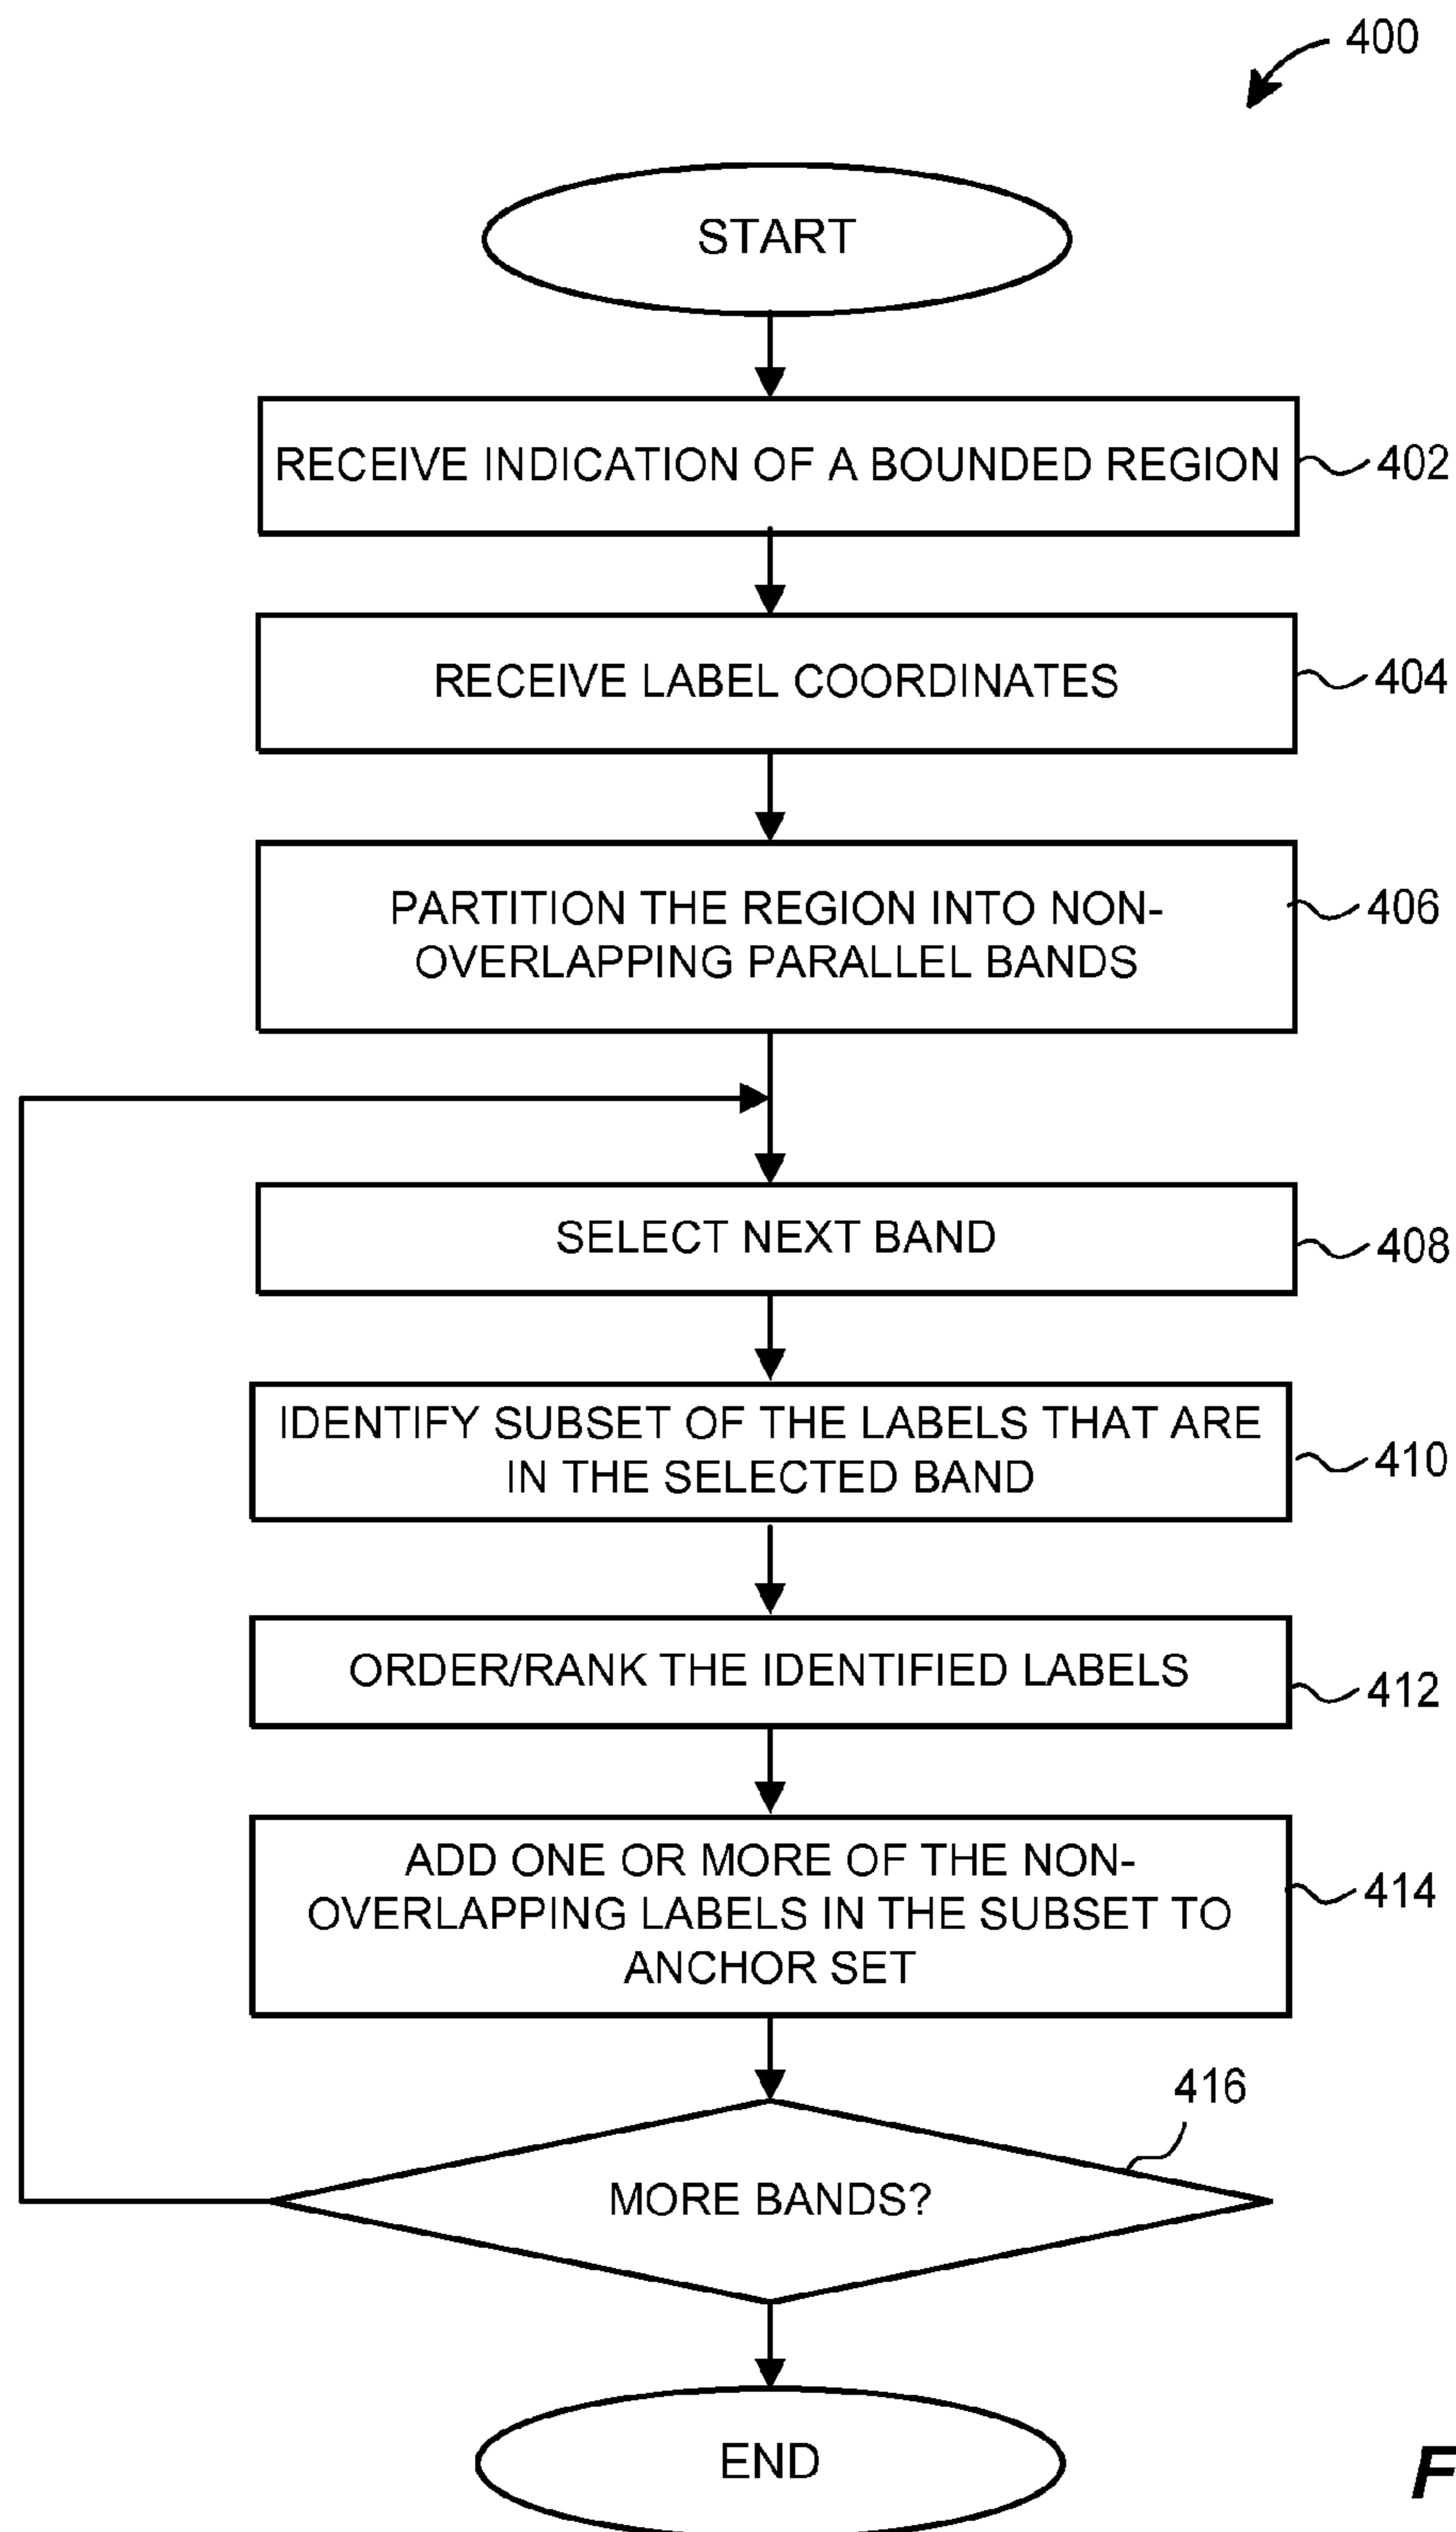 400
START
RECEIVE INDICATION OF A BOUNDED REGION
402
RECEIVE LABEL COORDINATES
404
PARTITION THE REGION INTO NON-
OVERLAPPING PARALLEL BANDS
406
SELECT NEXT BAND
408
IDENTIFY SUBSET OF THE LABELS THAT ARE
IN THE SELECTED BAND
410
ORDER/RANK THE IDENTIFIED LABELS
412
ADD ONE OR MORE OF THE NON-
OVERLAPPING LABELS IN THE SUBSET TO
ANCHOR SET
414
416
MORE BANDS?
END
F